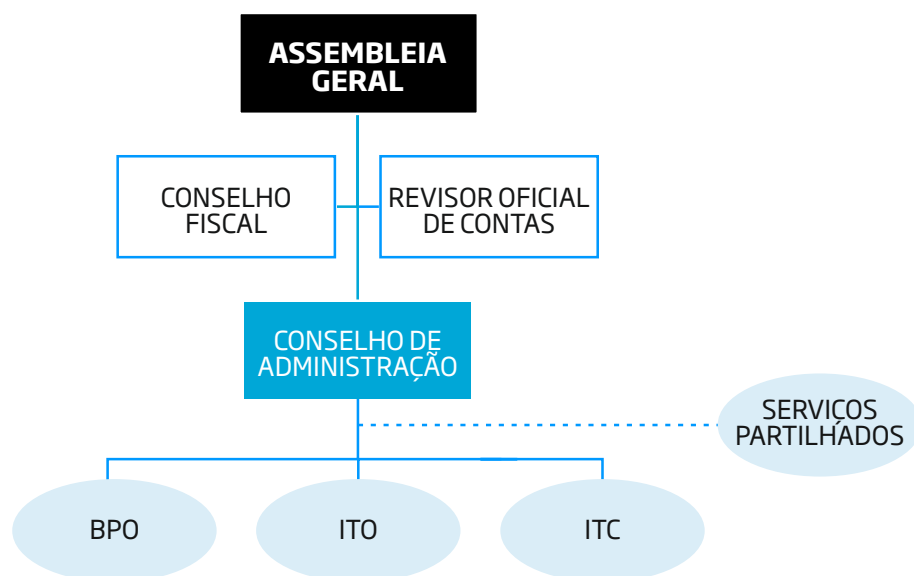 ASSEMBLEIA
GERAL
CONSELHO
FISCAL
REVISOR OFICIAL
DE CONTAS
CONSELHO DE
ADMINISTRAÇÃO
SERVIÇOS
PARTILHADOS
BPO
ITO
ITC